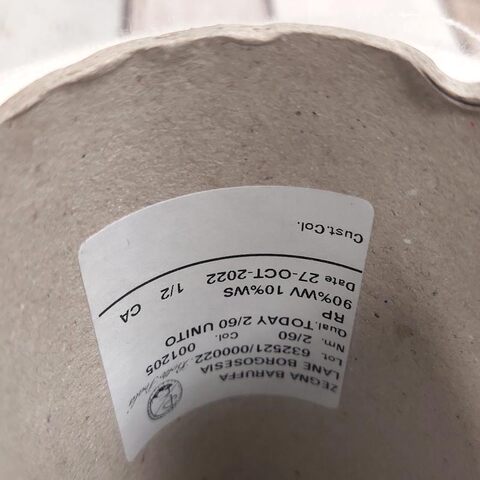 ZEGNA BARUFFA
LANE BORGOSESIA
Lot. 632521/000022
Nm. 2/60 Col. 001205
Qual. TODAY 2/60 UNITO
RP
90%WV 10%WS 1/2 CA
Date 27-OCT-2022
Cust.Col.